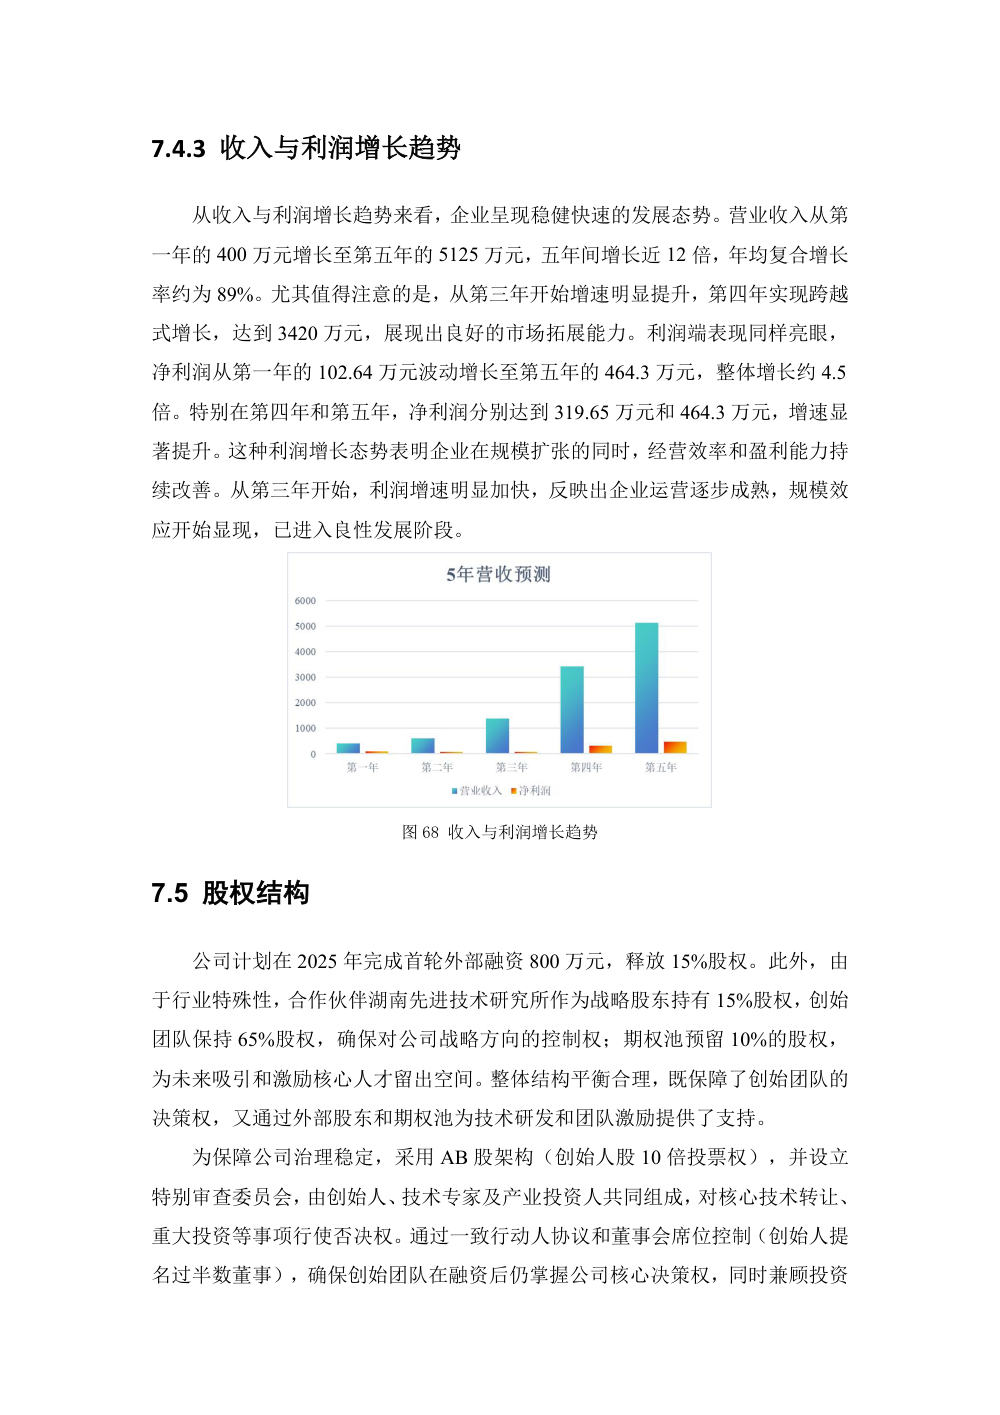 7.4.3 收入与利润增长趋势
从收入与利润增长趋势来看，企业呈现稳健快速的发展态势。营业收入从第
一年的 400 万元增长至第五年的 5125 万元，五年间增长近 12 倍，年均复合增长
率约为 89%。尤其值得注意的是，从第三年开始增速明显提升，第四年实现跨越
式增长，达到 3420 万元，展现出良好的市场拓展能力。利润端表现同样亮眼，
净利润从第一年的 102.64 万元波动增长至第五年的 464.3 万元，整体增长约 4.5
倍。特别在第四年和第五年，净利润分别达到 319.65 万元和 464.3 万元，增速显
著提升。这种利润增长态势表明企业在规模扩张的同时，经营效率和盈利能力持
续改善。从第三年开始，利润增速明显加快，反映出企业运营逐步成熟，规模效
应开始显现，已进入良性发展阶段。
5年营收预测
6000
5000
4000
3000
2000
1000
0
第一年 第二年 第三年 第四年 第五年
营业收入 净利润
图 68 收入与利润增长趋势
7.5 股权结构
公司计划在 2025 年完成首轮外部融资 800 万元，释放 15%股权。此外，由
于行业特殊性，合作伙伴湖南先进技术研究所作为战略股东持有 15%股权，创始
团队保持 65%股权，确保对公司战略方向的控制权；期权池预留 10%的股权，
为未来吸引和激励核心人才留出空间。整体结构平衡合理，既保障了创始团队的
决策权，又通过外部股东和期权池为技术研发和团队激励提供了支持。
为保障公司治理稳定，采用 AB 股架构（创始人股 10 倍投票权），并设立
特别审查委员会，由创始人、技术专家及产业投资人共同组成，对核心技术转让、
重大投资等事项行使否决权。通过一致行动人协议和董事会席位控制（创始人提
名过半数董事），确保创始团队在融资后仍掌握公司核心决策权，同时兼顾投资